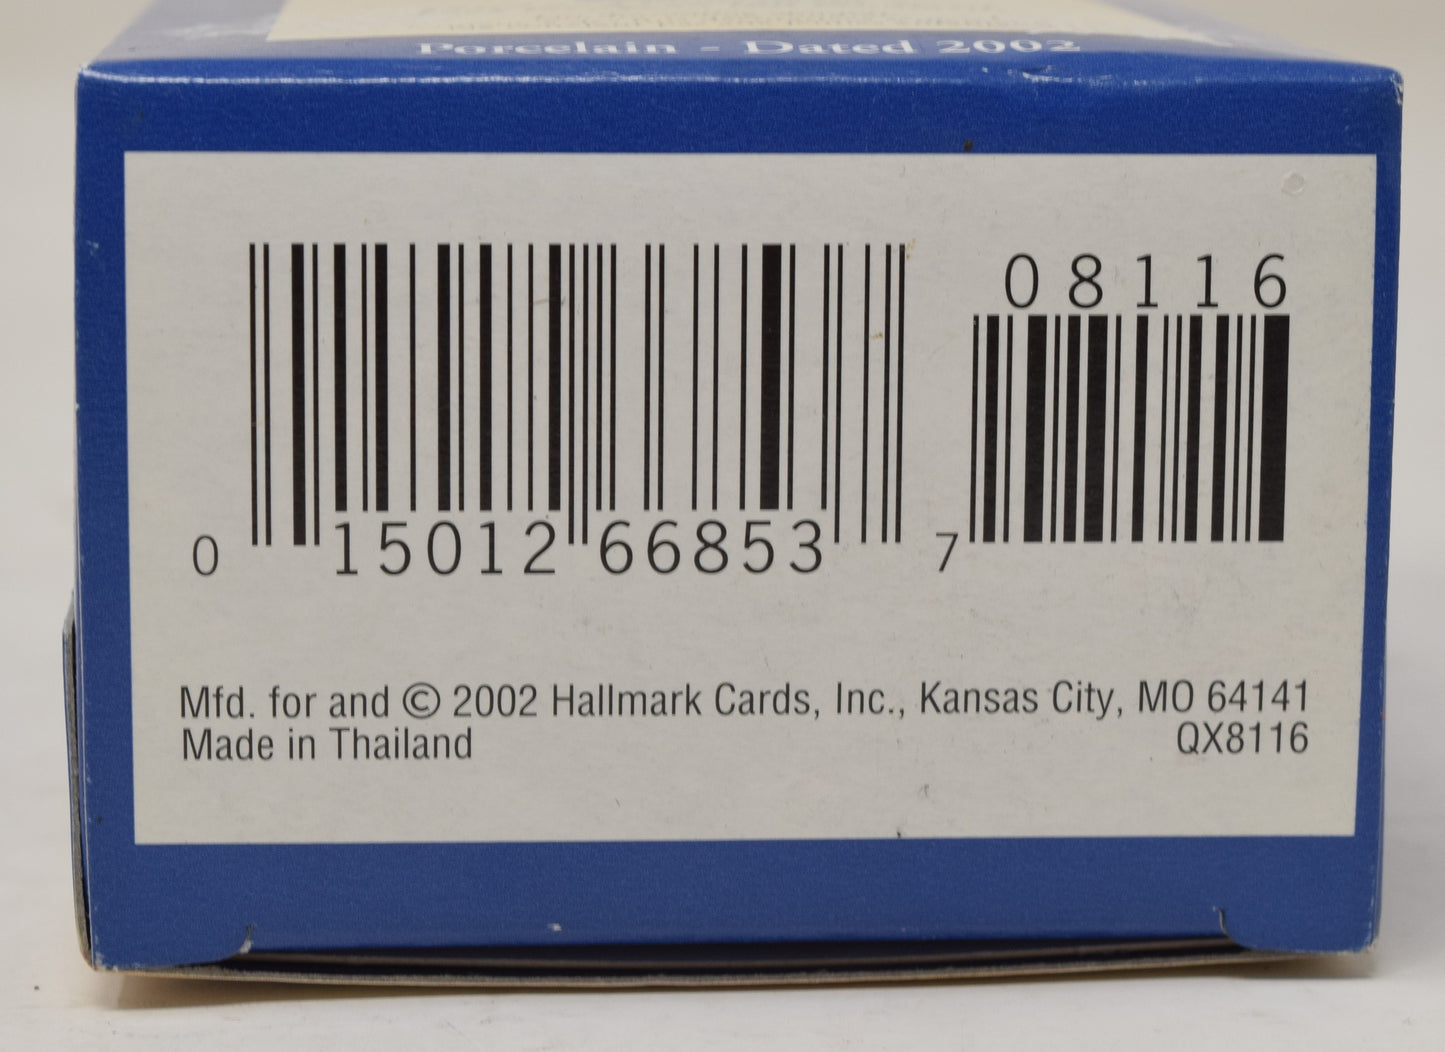 Porcelain - Dated 2002
08116
0 15012 66853 7
Mfd. for and © 2002 Hallmark Cards, Inc., Kansas City, MO 64141
Made in Thailand
QX8116